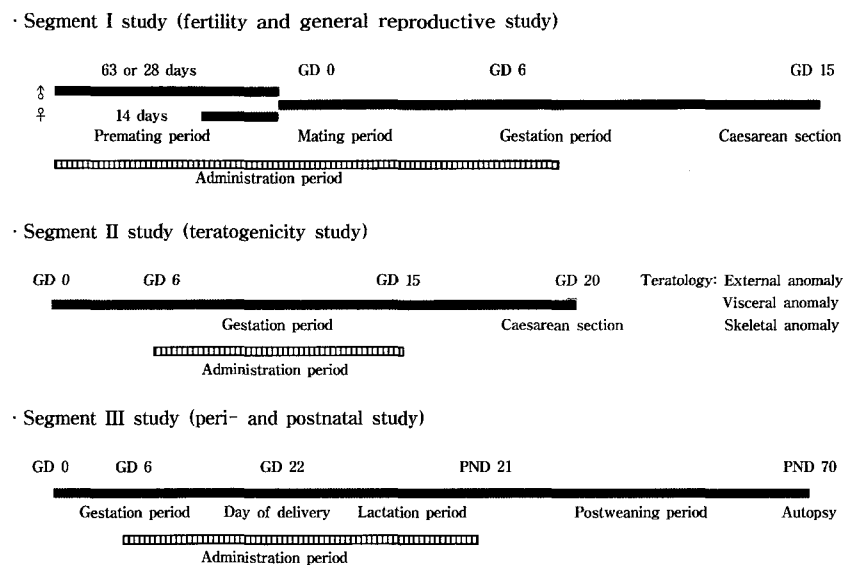 · Segment I study (fertility and general reproductive study)
63 or 28 days GD 0 GD 6 GD 15
♂
♀ 14 days
Premating period Mating period Gestation period Caesarean section
Administration period
· Segment II study (teratogenicity study)
GD 0 GD 6 GD 15 GD 20 Teratology: External anomaly
Visceral anomaly
Gestation period Caesarean section Skeletal anomaly
Administration period
· Segment III study (peri- and postnatal study)
GD 0 GD 6 GD 22 PND 21 PND 70
Gestation period Day of delivery Lactation period Postweaning period Autopsy
Administration period